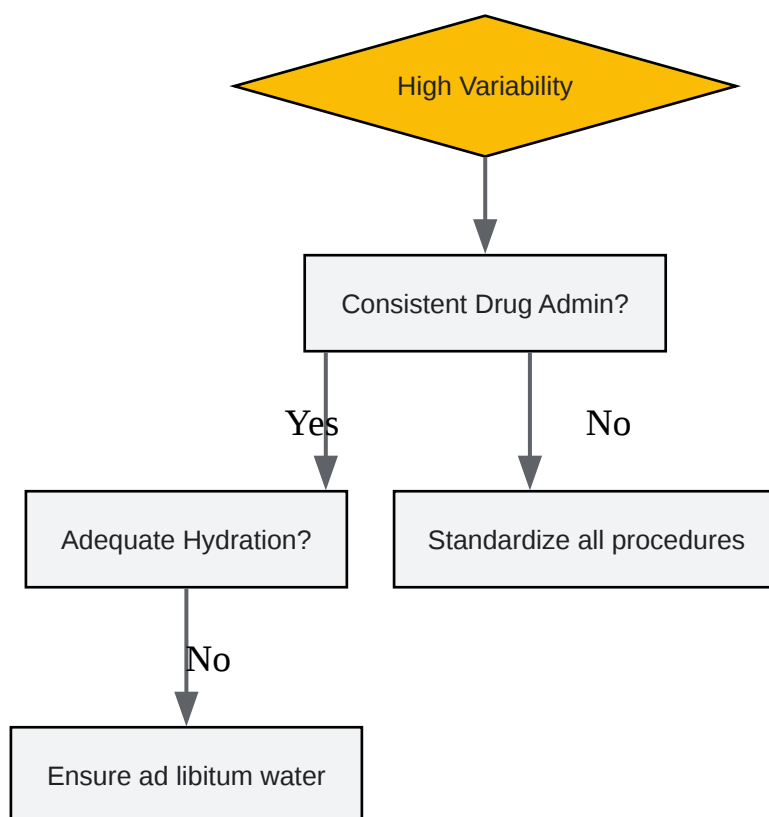 High Variability
Consistent Drug Admin?
Yes
No
Adequate Hydration?
Standardize all procedures
No
Ensure ad libitum water